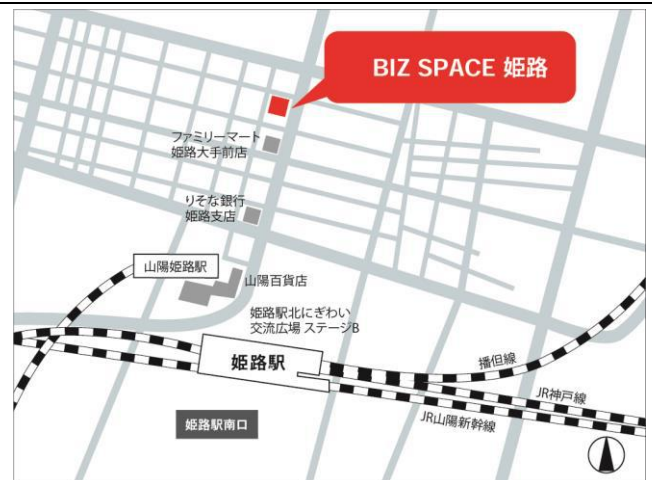 BIZ SPACE 姫路
ファミリーマート
姫路大手前店
りそな銀行
姫路支店
山陽姫路駅
山陽百貨店
姫路駅北にぎわい
交流広場 ステージB
姫路駅
播但線
JR神戸線
JR山陽新幹線
姫路駅南口